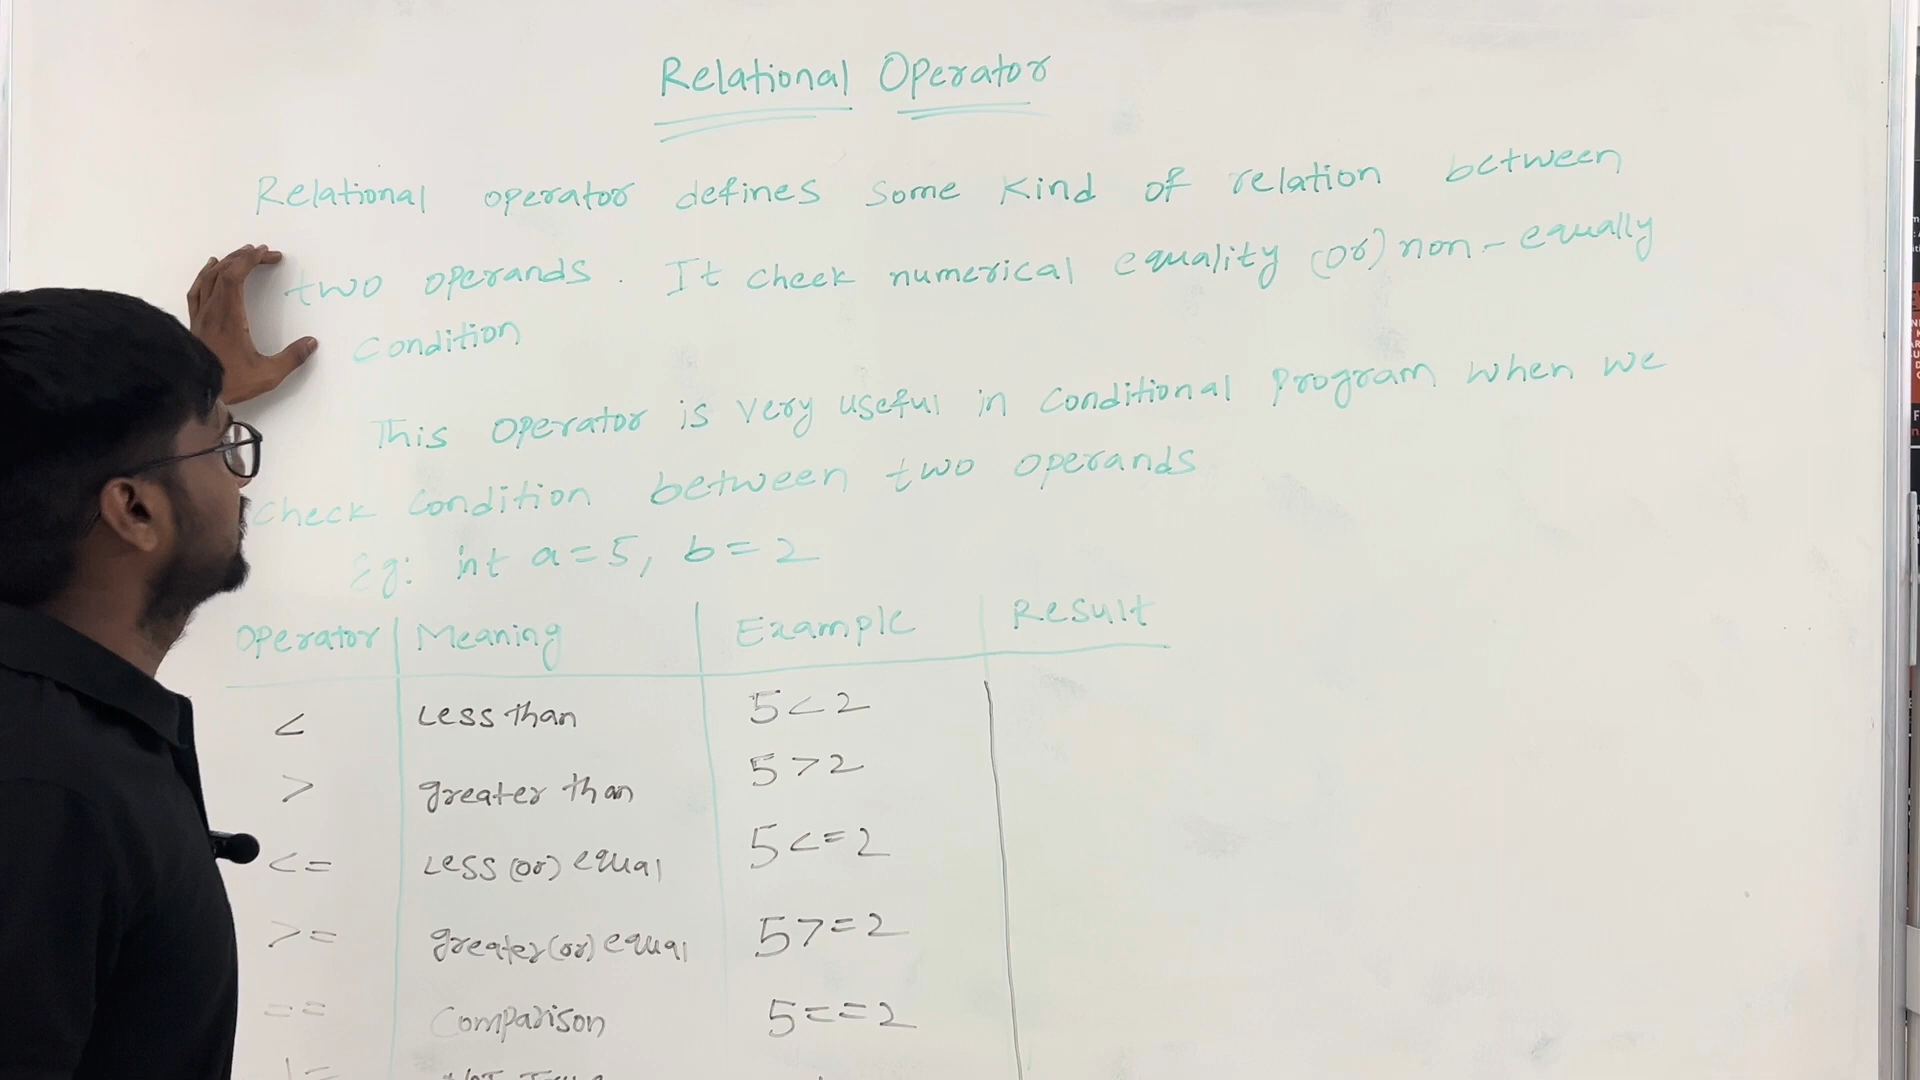 Relational Operator
Relational operator defines some kind of relation between
two operands. It check numerical equality (or) non-equally
condition
This operator is very useful in conditional program when we
check condition between two operands
Eg: int a=5, b=2
Operator Meaning Example Result
< Less than 5<2
> greater than 5>2
<= Less (or) equal 5<=2
>= greater (or) equal 5>=2
== Comparison 5==2
!=